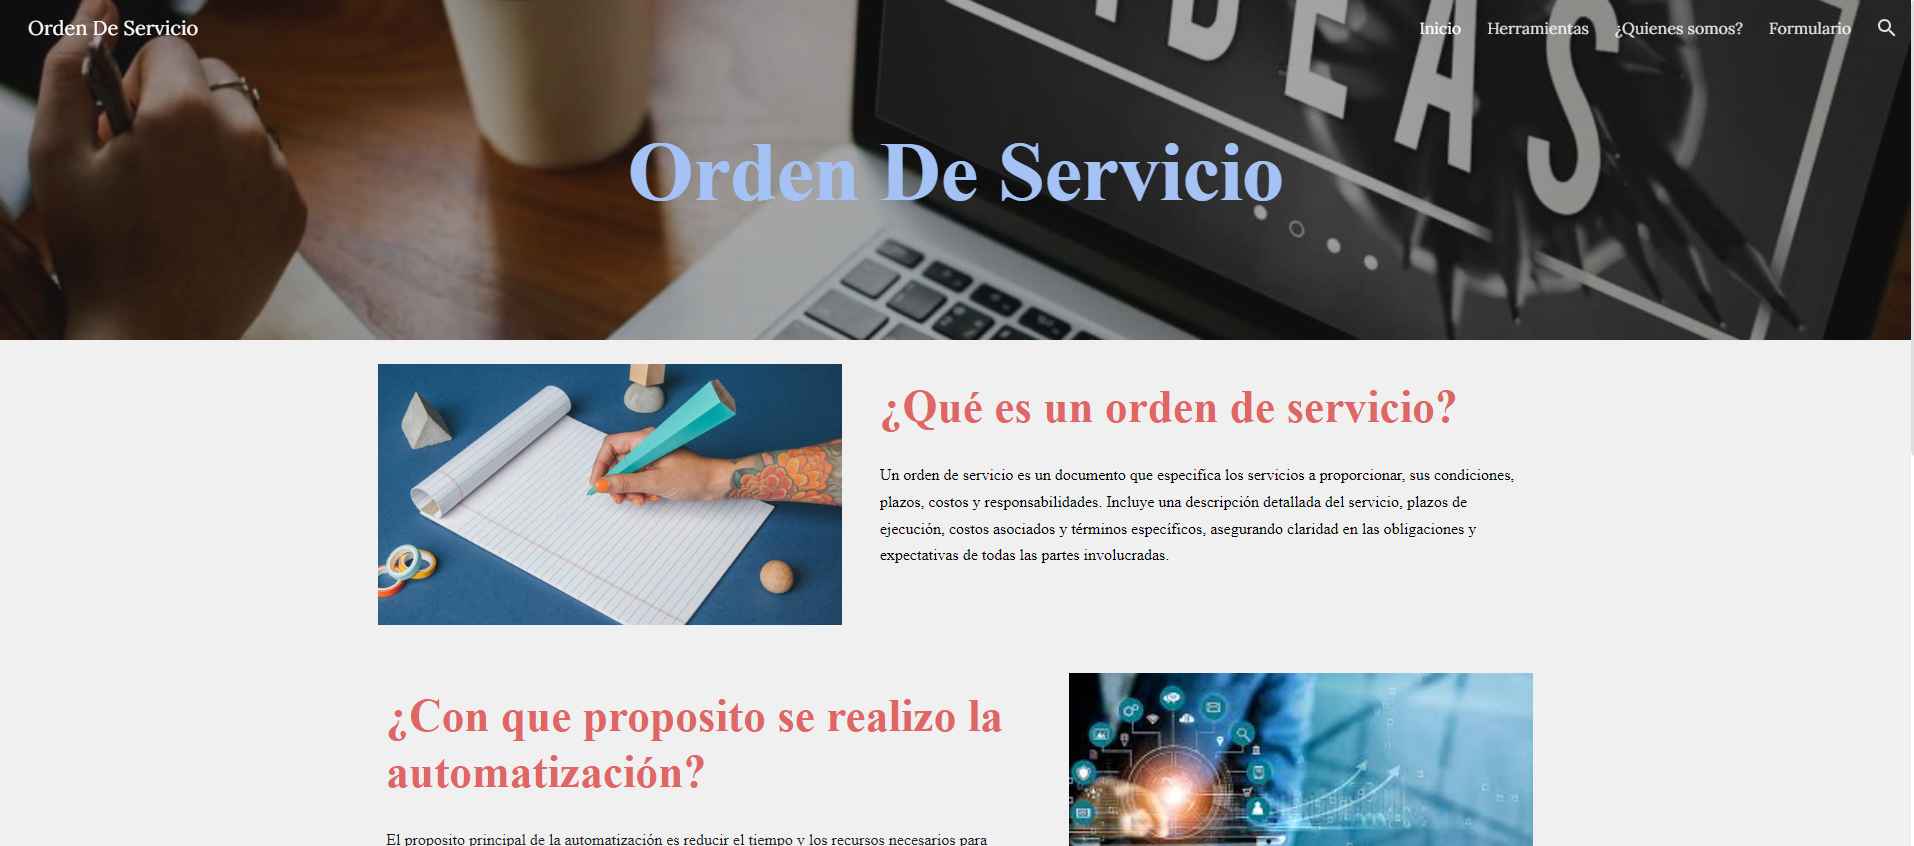 Orden De Servicio
Inicio Herramientas ¿Quienes somos? Formulario
IDEAS
Orden De Servicio
¿Qué es un orden de servicio?
Un orden de servicio es un documento que especifica los servicios a proporcionar, sus condiciones,
plazos, costos y responsabilidades. Incluye una descripción detallada del servicio, plazos de
ejecución, costos asociados y términos específicos, asegurando claridad en las obligaciones y
expectativas de todas las partes involucradas.
¿Con que proposito se realizo la
automatización?
El proposito principal de la automatización es reducir el tiempo y los recursos necesarios para